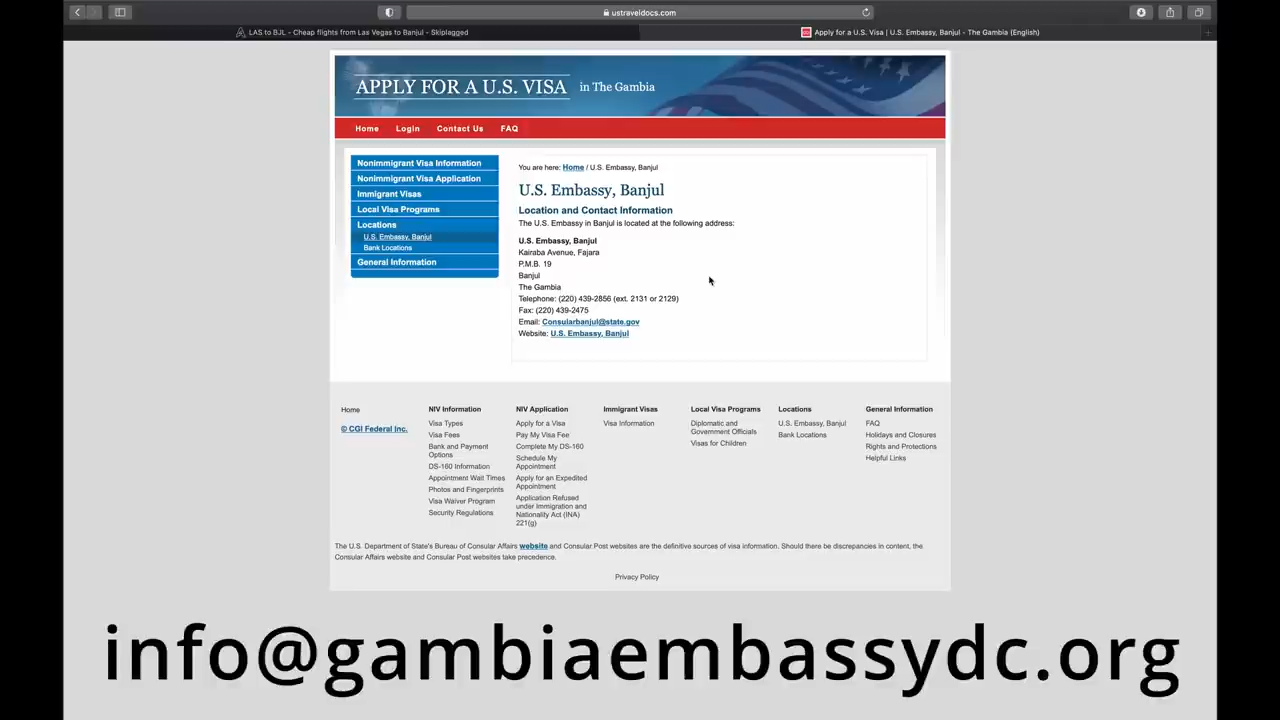 ustraveldocs.com
LAS to BJL - Cheap flights from Las Vegas to Banjul - Skiplagged
Apply for a U.S. Visa | U.S. Embassy, Banjul - The Gambia (English)
APPLY FOR A U.S. VISA in The Gambia
Home Login Contact Us FAQ
Nonimmigrant Visa Information
Nonimmigrant Visa Application
Immigrant Visas
Local Visa Programs
Locations
U.S. Embassy, Banjul
Bank Locations
General Information
You are here: Home / U.S. Embassy, Banjul
U.S. Embassy, Banjul
Location and Contact Information
The U.S. Embassy in Banjul is located at the following address:
U.S. Embassy, Banjul
Kairaba Avenue, Fajara
P.M.B. 19
Banjul
The Gambia
Telephone: (220) 439-2856 (ext. 2131 or 2129)
Fax: (220) 439-2475
Email: Consularbanjul@state.gov
Website: U.S. Embassy, Banjul
Home
© CGI Federal Inc.
NIV Information
Visa Types
Visa Fees
Bank and Payment
Options
DS-160 Information
Appointment Wait Times
Photos and Fingerprints
Visa Waiver Program
Security Regulations
NIV Application
Apply for a Visa
Pay My Visa Fee
Complete My DS-160
Schedule My
Appointment
Apply for an Expedited
Appointment
Application Refused
under Immigration and
Nationality Act (INA)
221(g)
Immigrant Visas
Visa Information
Local Visa Programs
Diplomatic and
Government Officials
Visas for Children
Locations
U.S. Embassy, Banjul
Bank Locations
General Information
FAQ
Holidays and Closures
Rights and Protections
Helpful Links
The U.S. Department of State's Bureau of Consular Affairs website and Consular Post websites are the definitive sources of visa information. Should there be discrepancies in content, the
Consular Affairs website and Consular Post websites take precedence.
Privacy Policy
info@gambiaembassydc.org